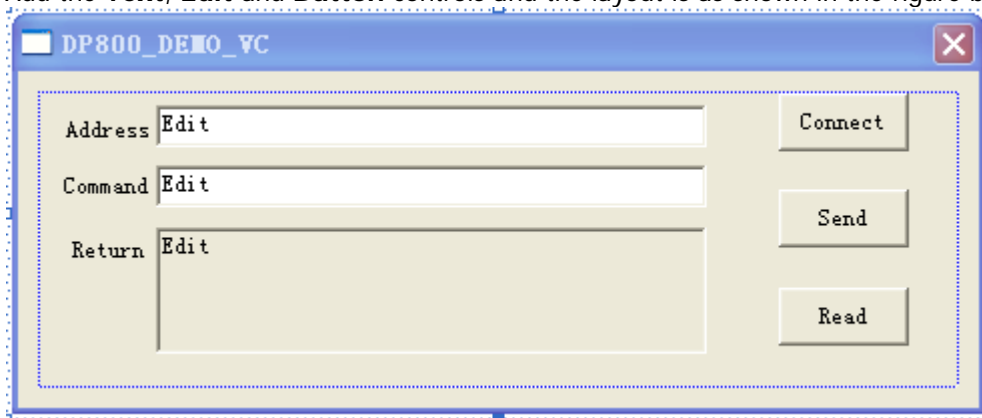 Add the Text, Edit and Button controls and the layout is as shown in the figure b
DP800_DEMO_VC
Address Edit Connect
Command Edit
Send
Return Edit
Read